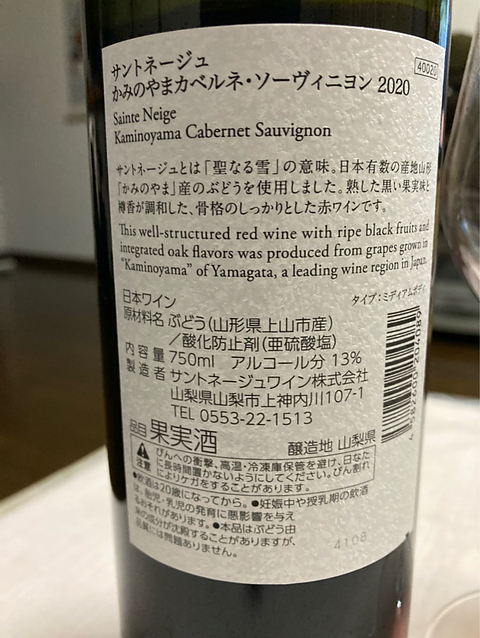 サントネージュ
40020
かみのやまカベルネ・ソーヴィニヨン 2020
Sainte Neige
Kaminoyama Cabernet Sauvignon
サントネージュとは「聖なる雪」の意味。日本有数の産地山形
「かみのやま」産のぶどうを使用しました。熟した黒い果実味と
樽香が調和した、骨格のしっかりとした赤ワインです。
This well-structured red wine with ripe black fruits and
integrated oak flavors was produced from grapes grown in
"Kaminoyama" of Yamagata, a leading wine region in Japan.
タイプ：ミディアムボディ
日本ワイン
原材料名 ぶどう(山形県上山市産)
／酸化防止剤(亜硫酸塩)
内容量 750ml アルコール分 13%
製造者 サントネージュワイン株式会社
山梨県山梨市上神内川107-1
TEL 0553-22-1513
品目 果実酒 醸造地 山梨県
注意 びんへの衝撃、高温・冷凍庫保管を避け、日なた
に長時間置かないようにしてください。びん割れ
によりケガをすることがあります。
●飲酒は20歳になってから。●妊娠中や授乳期の飲酒
は、胎児・乳児の発育に悪影響を与え
るおそれがあります。●本品はぶどう由
来の成分が沈殿することがありますが、
品質には問題ありません。
4108